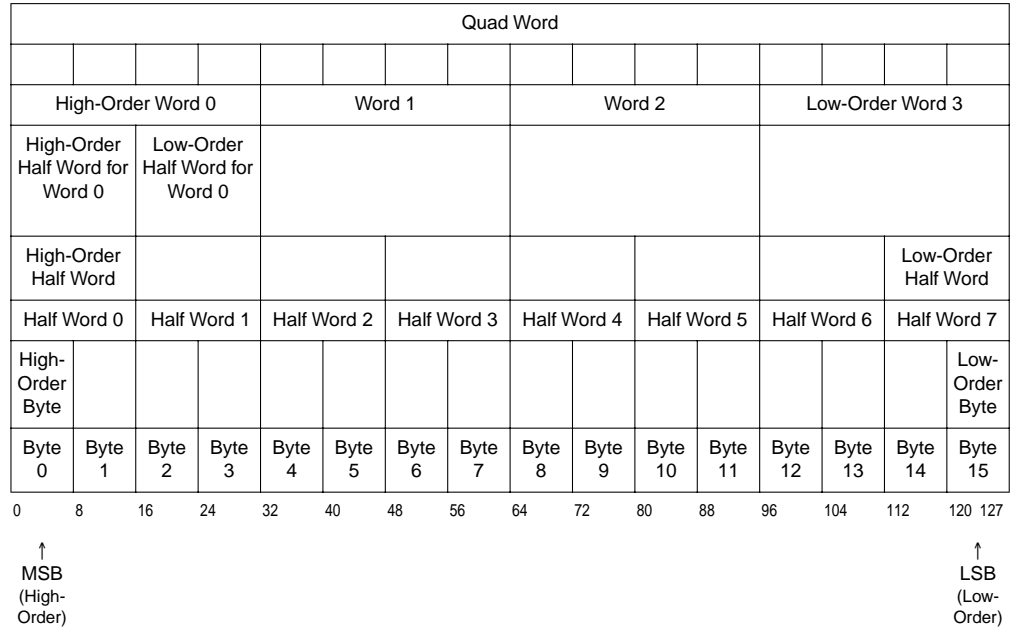 Quad Word
High-Order Word 0 Word 1 Word 2 Low-Order Word 3
High-Order Low-Order
Half Word for Half Word for
Word 0 Word 0
High-Order Low-Order
Half Word Half Word
Half Word 0 Half Word 1 Half Word 2 Half Word 3 Half Word 4 Half Word 5 Half Word 6 Half Word 7
High- Low-
Order Order
Byte Byte
Byte Byte Byte Byte Byte Byte Byte Byte Byte Byte Byte Byte Byte Byte Byte Byte
0 1 2 3 4 5 6 7 8 9 10 11 12 13 14 15
0 8 16 24 32 40 48 56 64 72 80 88 96 104 112 120 127
↑ ↑
MSB LSB
(High- (Low-
Order) Order)